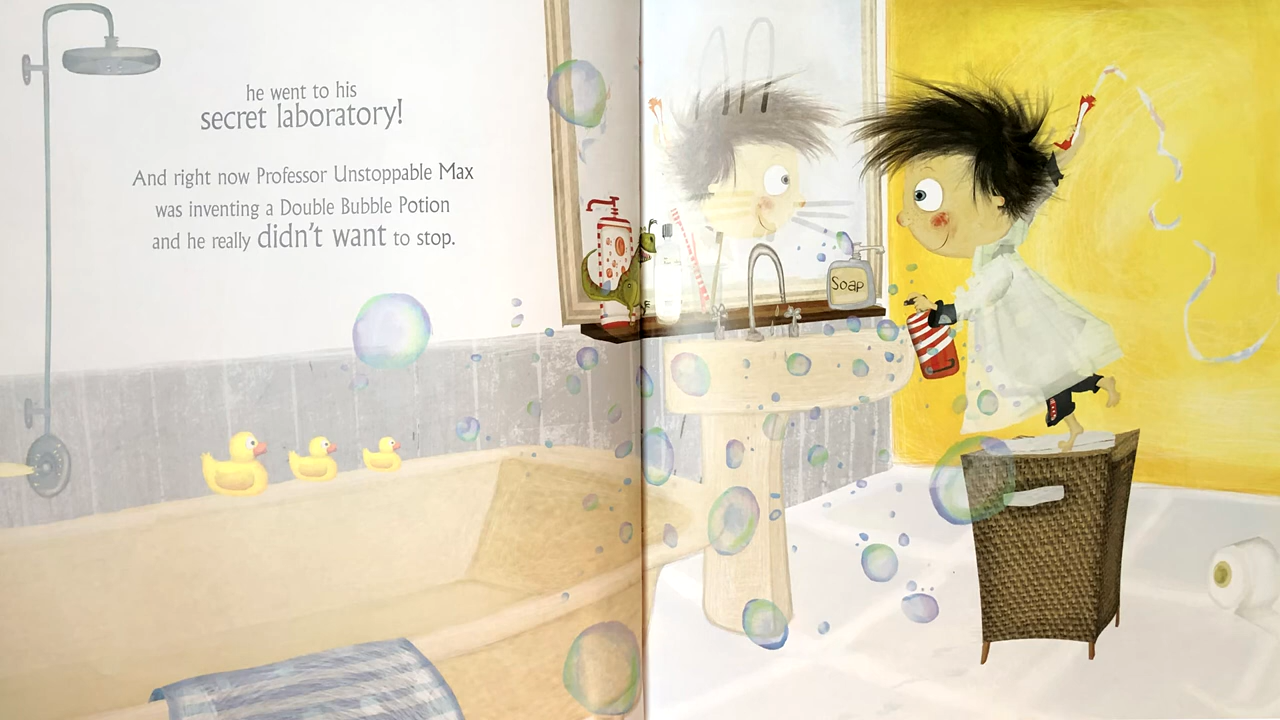 he went to his
secret laboratory!
And right now Professor Unstoppable Max
was inventing a Double Bubble Potion
and he really didn't want to stop.
Soap